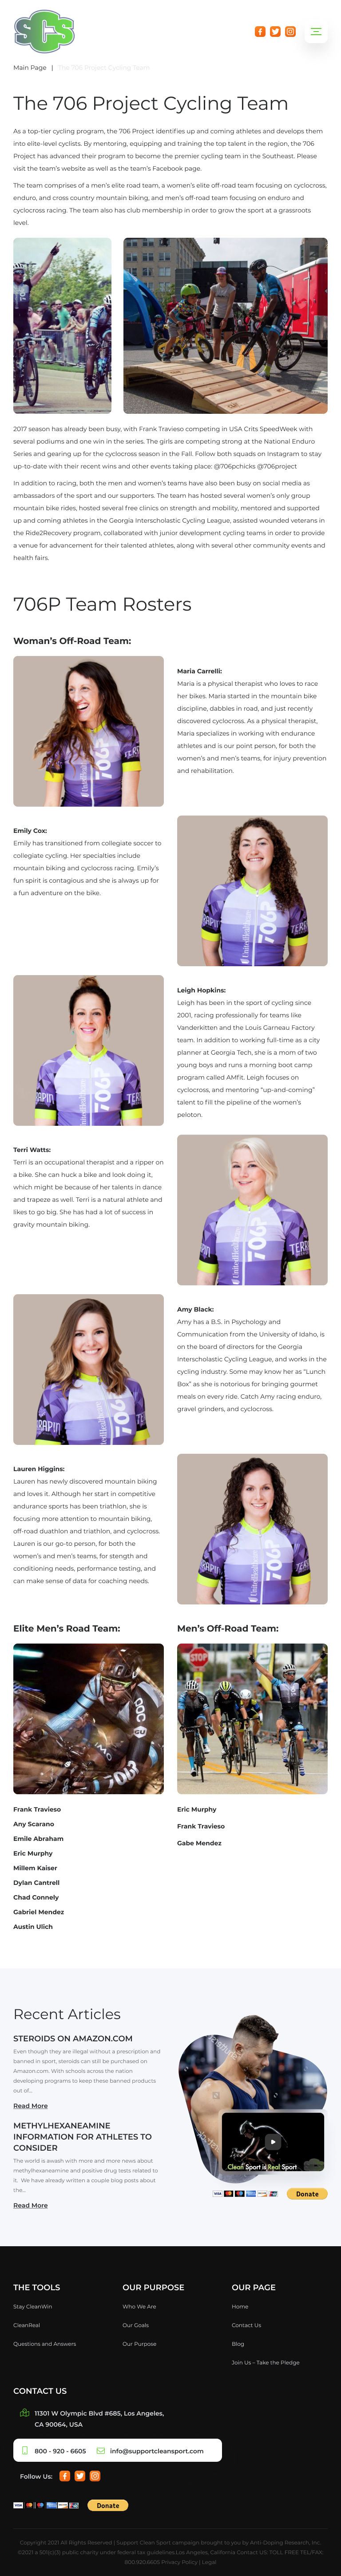 SCS
Main Page | The 706 Project Cycling Team
The 706 Project Cycling Team
As a top-tier cycling program, the 706 Project identifies up and coming athletes and develops them
into elite-level cyclists. By mentoring, equipping and training the top talent in the region, the 706
Project has advanced their program to become the premier cycling team in the Southeast. Please
visit the team's website as well as the team's Facebook page.
The team comprises of a men's elite road team, a women's elite off-road team focusing on cyclocross,
enduro, and cross country mountain biking, and men's off-road team focusing on enduro and
cyclocross racing. The team also has club membership in order to grow the sport at a grassroots
level.
2017 season has already been busy, with Frank Travieso competing in USA Crits SpeedWeek with
several podiums and one win in the series. The girls are competing strong at the National Enduro
Series and gearing up for the cyclocross season in the Fall. Follow both squads on Instagram to stay
up-to-date with their recent wins and other events taking place: @706pchicks @706project
In addition to racing, both the men and women's teams have also been busy on social media as
ambassadors of the sport and our supporters. The team has hosted several women's only group
mountain bike rides, hosted several free clinics on strength and mobility, mentored and supported
up and coming athletes in the Georgia Interscholastic Cycling League, assisted wounded veterans in
the Ride2Recovery program, collaborated with junior development cycling teams in order to provide
a venue for advancement for their talented athletes, along with several other community events and
health fairs.
706P Team Rosters
Woman's Off-Road Team:
Maria Carrelli:
Maria is a physical therapist who loves to race
her bikes. Maria started in the mountain bike
discipline, dabbles in road, and just recently
discovered cyclocross. As a physical therapist,
Maria specializes in working with endurance
athletes and is our point person, for both the
women's and men's teams, for injury prevention
and rehabilitation.
Emily Cox:
Emily has transitioned from collegiate soccer to
collegiate cycling. Her specialties include
mountain biking and cyclocross racing. Emily's
fun spirit is contagious and she is always up for
a fun adventure on the bike.
Leigh Hopkins:
Leigh has been in the sport of cycling since
2001, racing professionally for teams like
Vanderkitten and the Louis Garneau Factory
team. In addition to working full-time as a city
planner at Georgia Tech, she is a mom of two
young boys and runs a morning boot camp
program called AMfit. Leigh focuses on
cyclocross, and mentoring "up-and-coming"
talent to fill the pipeline of the women's
peloton.
Terri Watts:
Terri is an occupational therapist and a ripper on
a bike. She can huck a bike and look doing it,
which might be because of her talents in dance
and trapeze as well. Terri is a natural athlete and
likes to go big. She has had a lot of success in
gravity mountain biking.
Amy Black:
Amy has a B.S. in Psychology and
Communication from the University of Idaho, is
on the board of directors for the Georgia
Interscholastic Cycling League, and works in the
cycling industry. Some may know her as "Lunch
Box" as she is notorious for bringing gourmet
meals on every ride. Catch Amy racing enduro,
gravel grinders, and cyclocross.
Lauren Higgins:
Lauren has newly discovered mountain biking
and loves it. Although her start in competitive
andurance sports has been triathlon, she is
focusing more attention to mountain biking,
off-road duathlon and triathlon, and cyclocross.
Lauren is our go-to person, for both the
women's and men's teams, for stength and
conditioning needs, performance testing, and
can make sense of data for coaching needs.
Elite Men's Road Team:
Men's Off-Road Team:
STOP
Frank Travieso
Any Scarano
Emile Abraham
Eric Murphy
Millem Kaiser
Dylan Cantrell
Chad Connely
Gabriel Mendez
Austin Ulich
Eric Murphy
Frank Travieso
Gabe Mendez
Recent Articles
STEROIDS ON AMAZON.COM
Even though they are illegal without a prescription and
banned in sport, steroids can still be purchased on
Amazon.com. With schools across the nation
developing programs to keep these banned products
out of...
Read More
METHYLHEXANEAMINE
INFORMATION FOR ATHLETES TO
CONSIDER
The world is awash with more and more news about
methylhexaneamine and positive drug tests related to
it. We have already written a couple blog posts about
the...
Read More
Clean Sport is Real Sport
Donate
THE TOOLS
Stay CleanWin
CleanReal
Questions and Answers
OUR PURPOSE
Who We Are
Our Goals
Our Purpose
OUR PAGE
Home
Contact Us
Blog
Join Us – Take the Pledge
CONTACT US
11301 W Olympic Blvd #685, Los Angeles,
CA 90064, USA
800 - 920 - 6605 info@supportcleansport.com
Follow Us:
Donate
Copyright 2021 All Rights Reserved | Support Clean Sport campaign brought to you by Anti-Doping Research, Inc.
©2021 a 501(c)(3) public charity under federal tax guidelines.Los Angeles, California Contact US: TOLL FREE TEL/FAX:
800.920.6605 Privacy Policy | Legal